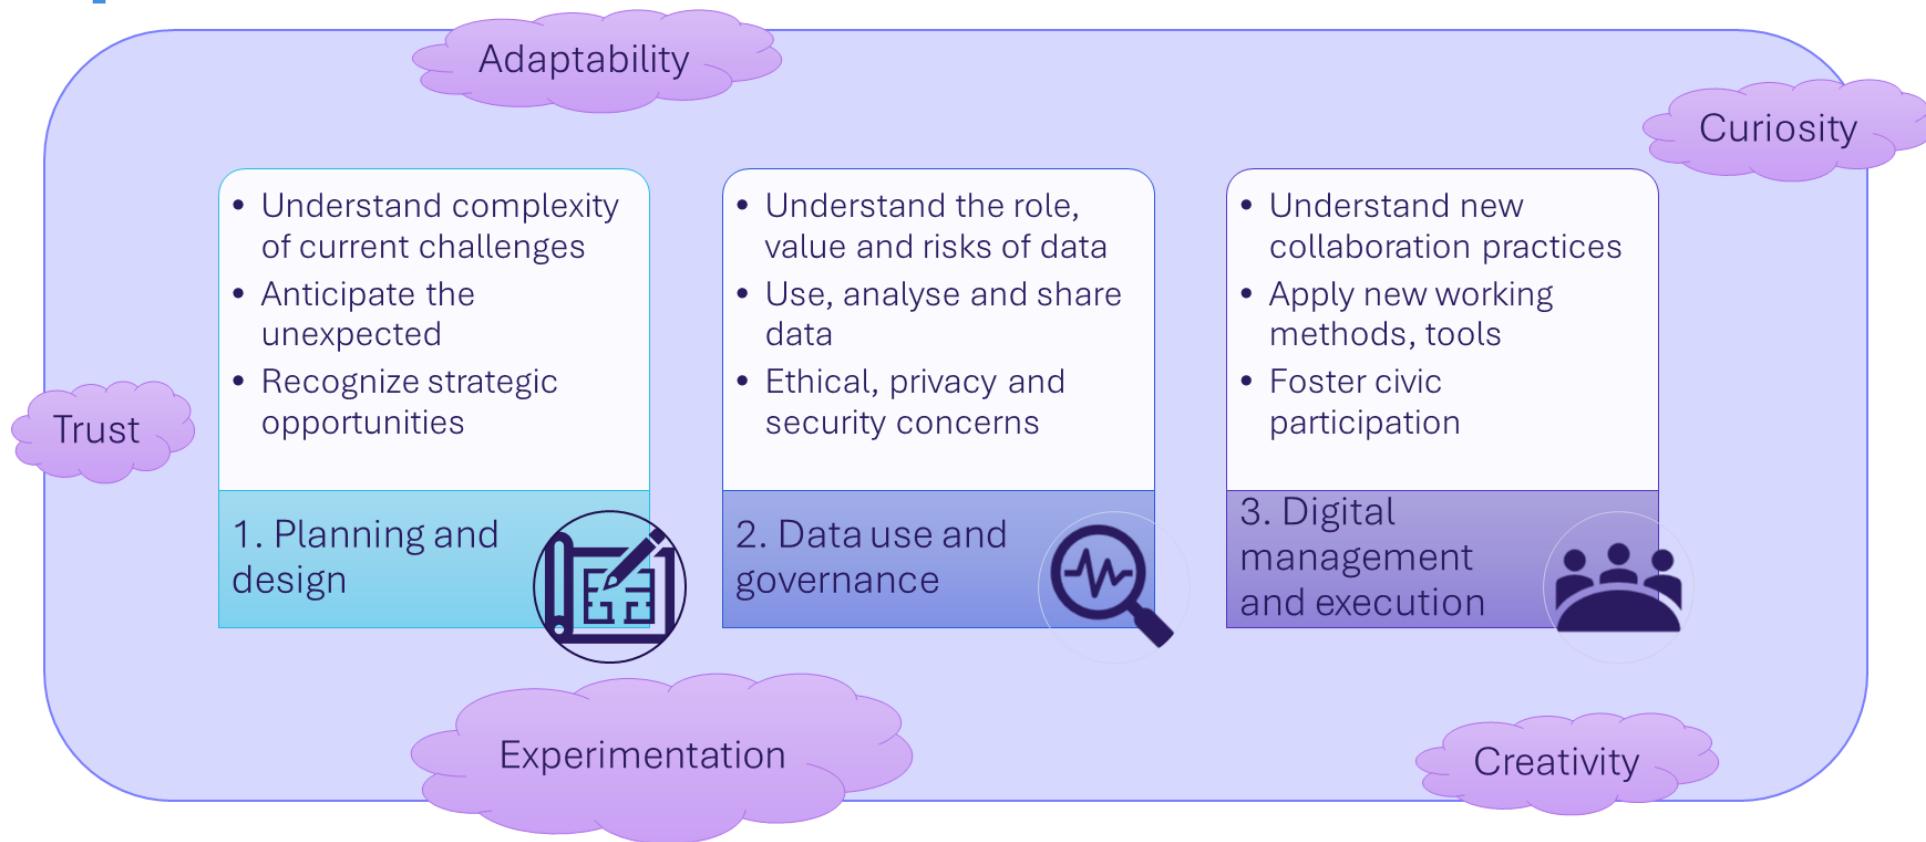 Adaptability
Curiosity
• Understand complexity
of current challenges
• Anticipate the
unexpected
• Recognize strategic
opportunities
1. Planning and
design
• Understand the role,
value and risks of data
• Use, analyse and share
data
• Ethical, privacy and
security concerns
2. Data use and
governance
• Understand new
collaboration practices
• Apply new working
methods, tools
• Foster civic
participation
3. Digital
management
and execution
Trust
Experimentation
Creativity